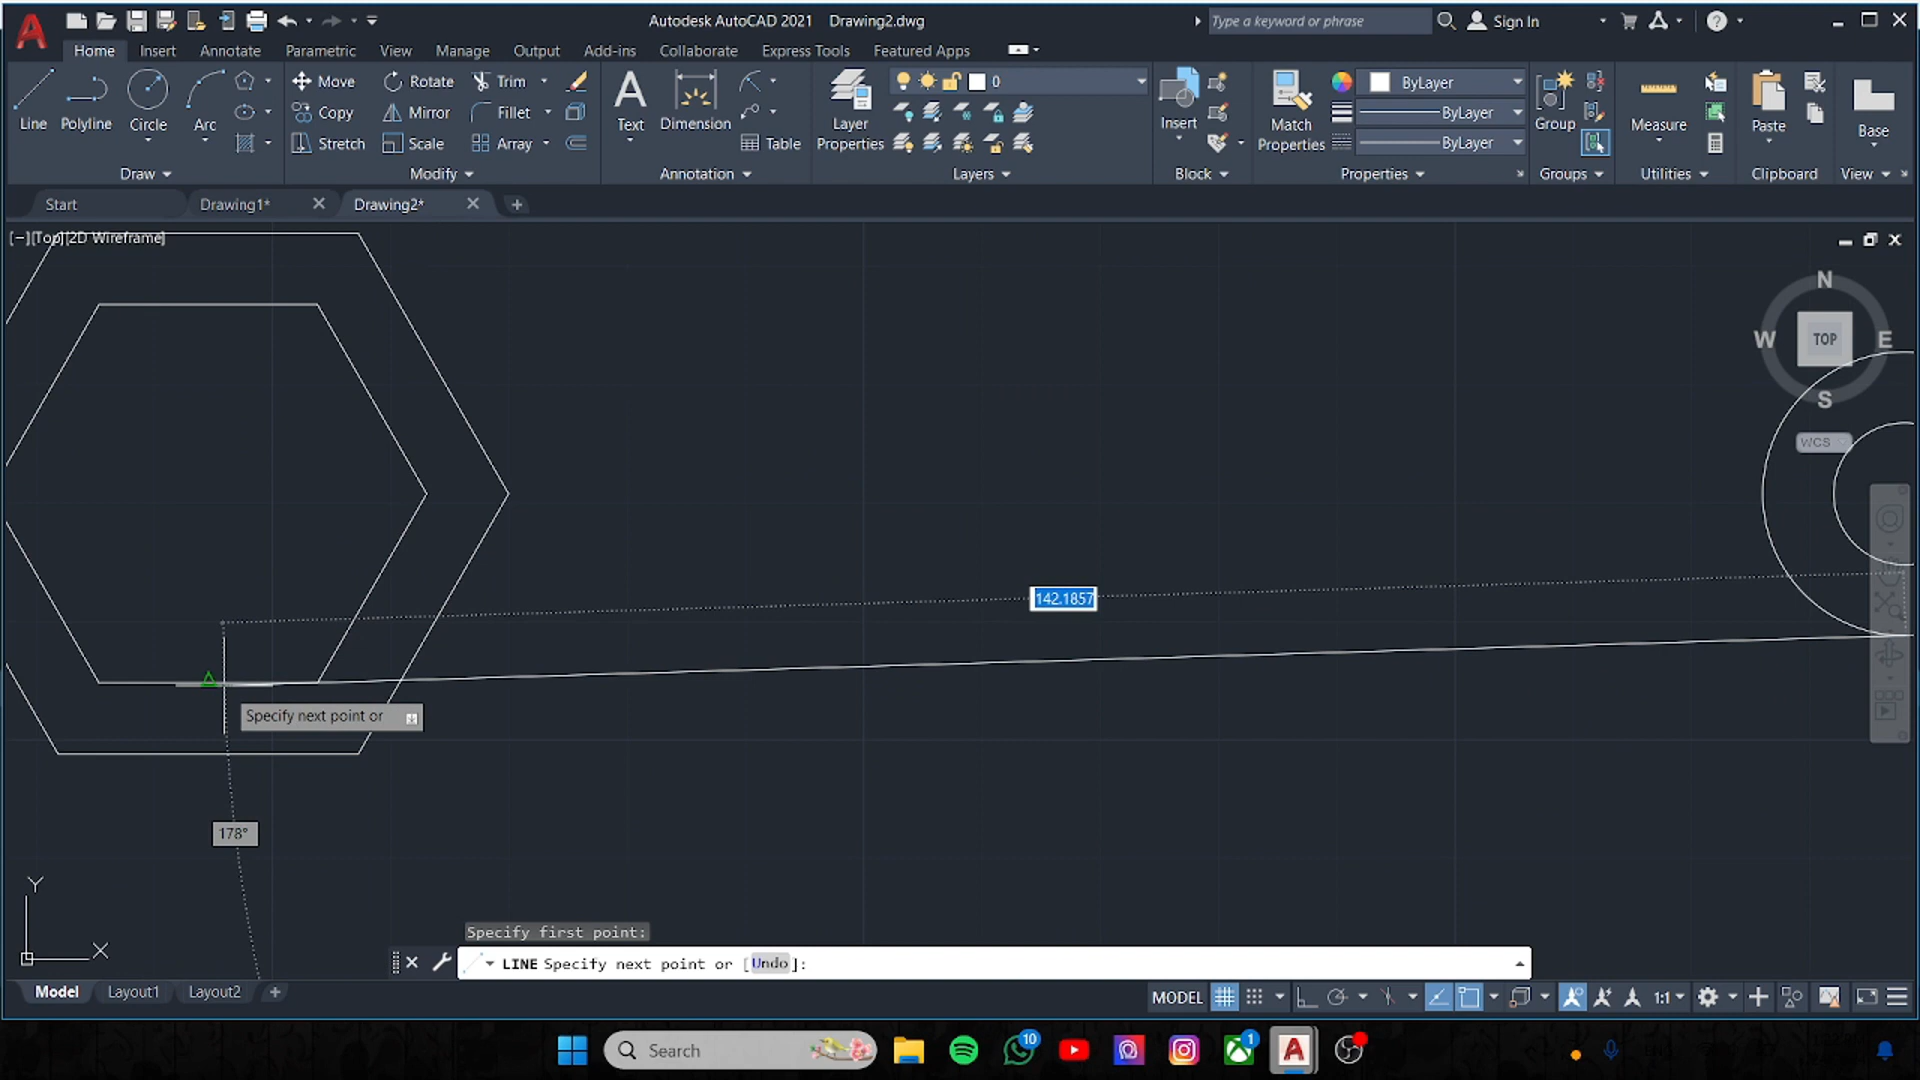 Autodesk AutoCAD 2021 Drawing2.dwg
Type a keyword or phrase
Sign In
Home Insert Annotate Parametric View Manage Output Add-ins Collaborate Express Tools Featured Apps
Line Polyline Circle Arc
Move Rotate Trim
Copy Mirror Fillet
Stretch Scale Array
Text Dimension Table
Layer Properties
0
Insert
Match Properties
ByLayer
ByLayer
ByLayer
Group
Measure
Paste
Base
Draw Modify Annotation Layers Block Properties Groups Utilities Clipboard View
Start Drawing1* Drawing2*
[−][Top][2D Wireframe]
N
W TOP E
S
WCS
142.1857
Specify next point or
178°
Y
X
Specify first point:
LINE Specify next point or [Undo]:
Model Layout1 Layout2
MODEL 1:1
Search
10
1